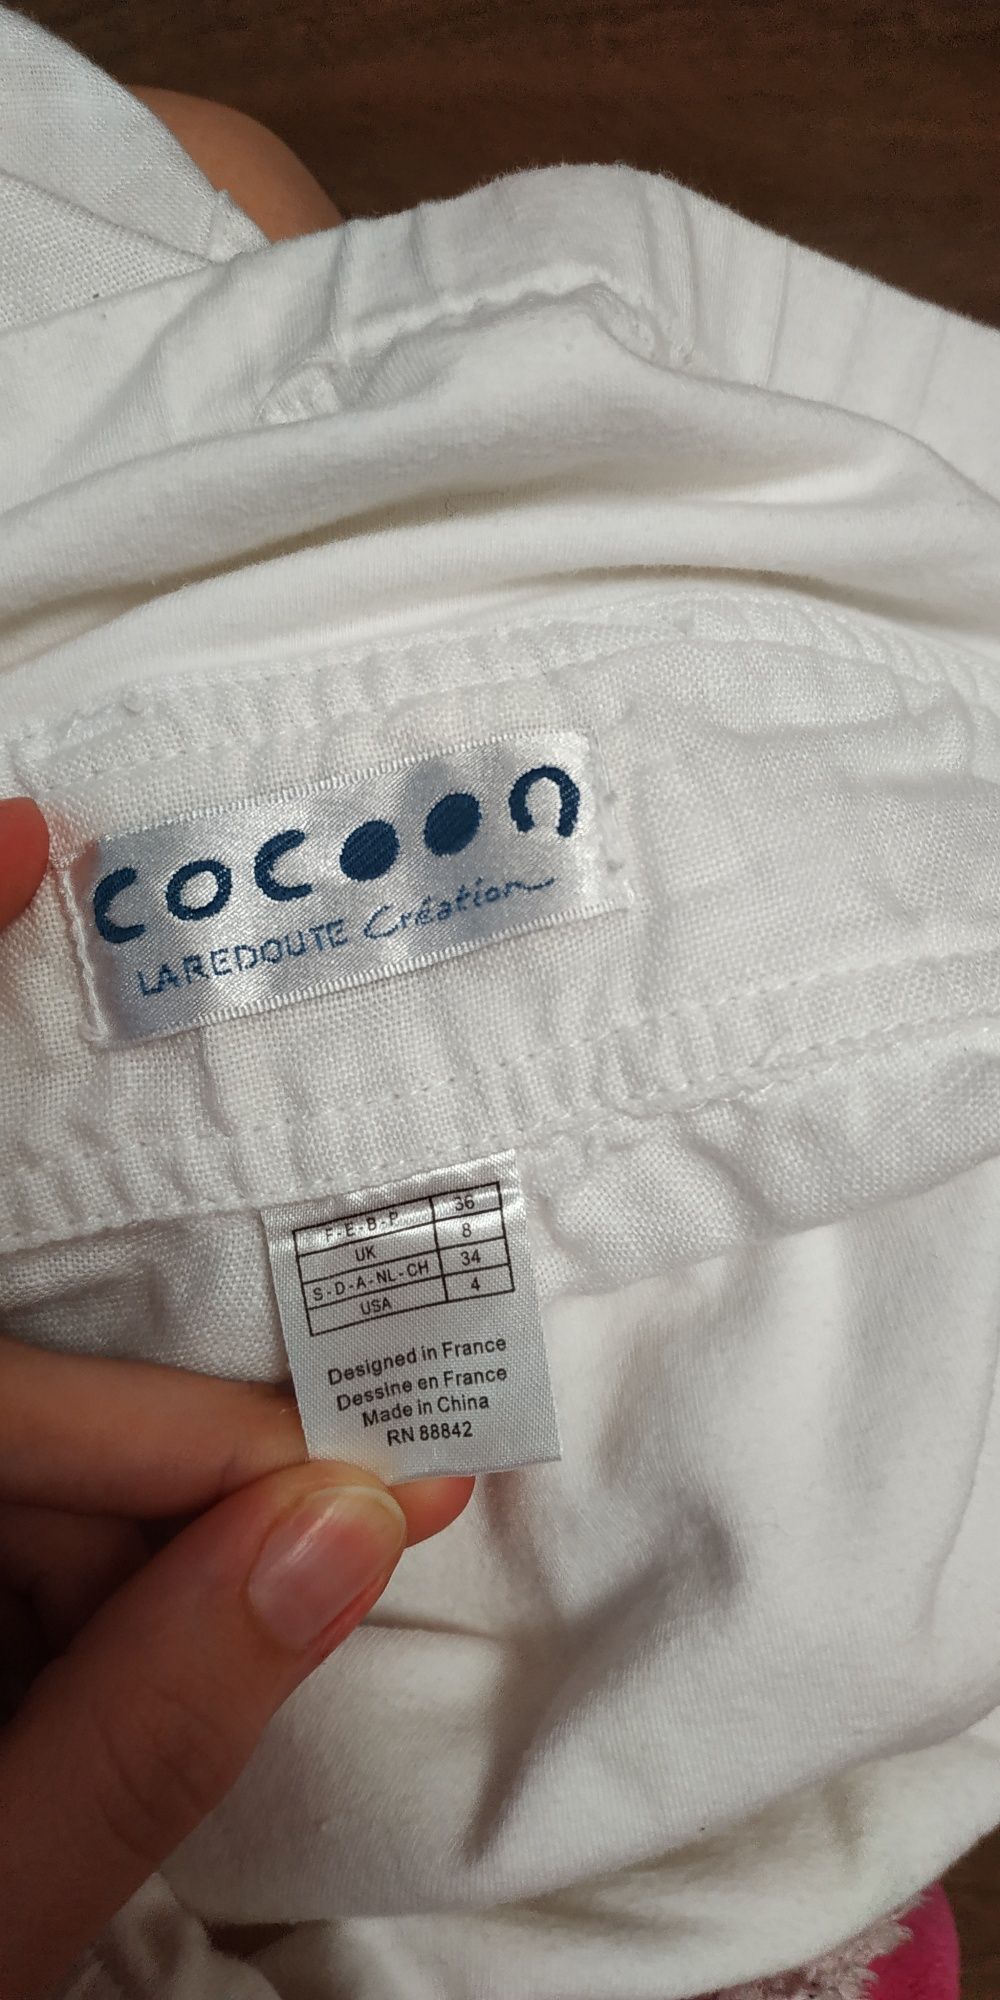 COCOON
LAREDOUTE Création
F-E-B-P 36
UK 8
S-D-A-NL-CH 34
USA 4
Designed in France
Dessine en France
Made in China
RN 88842